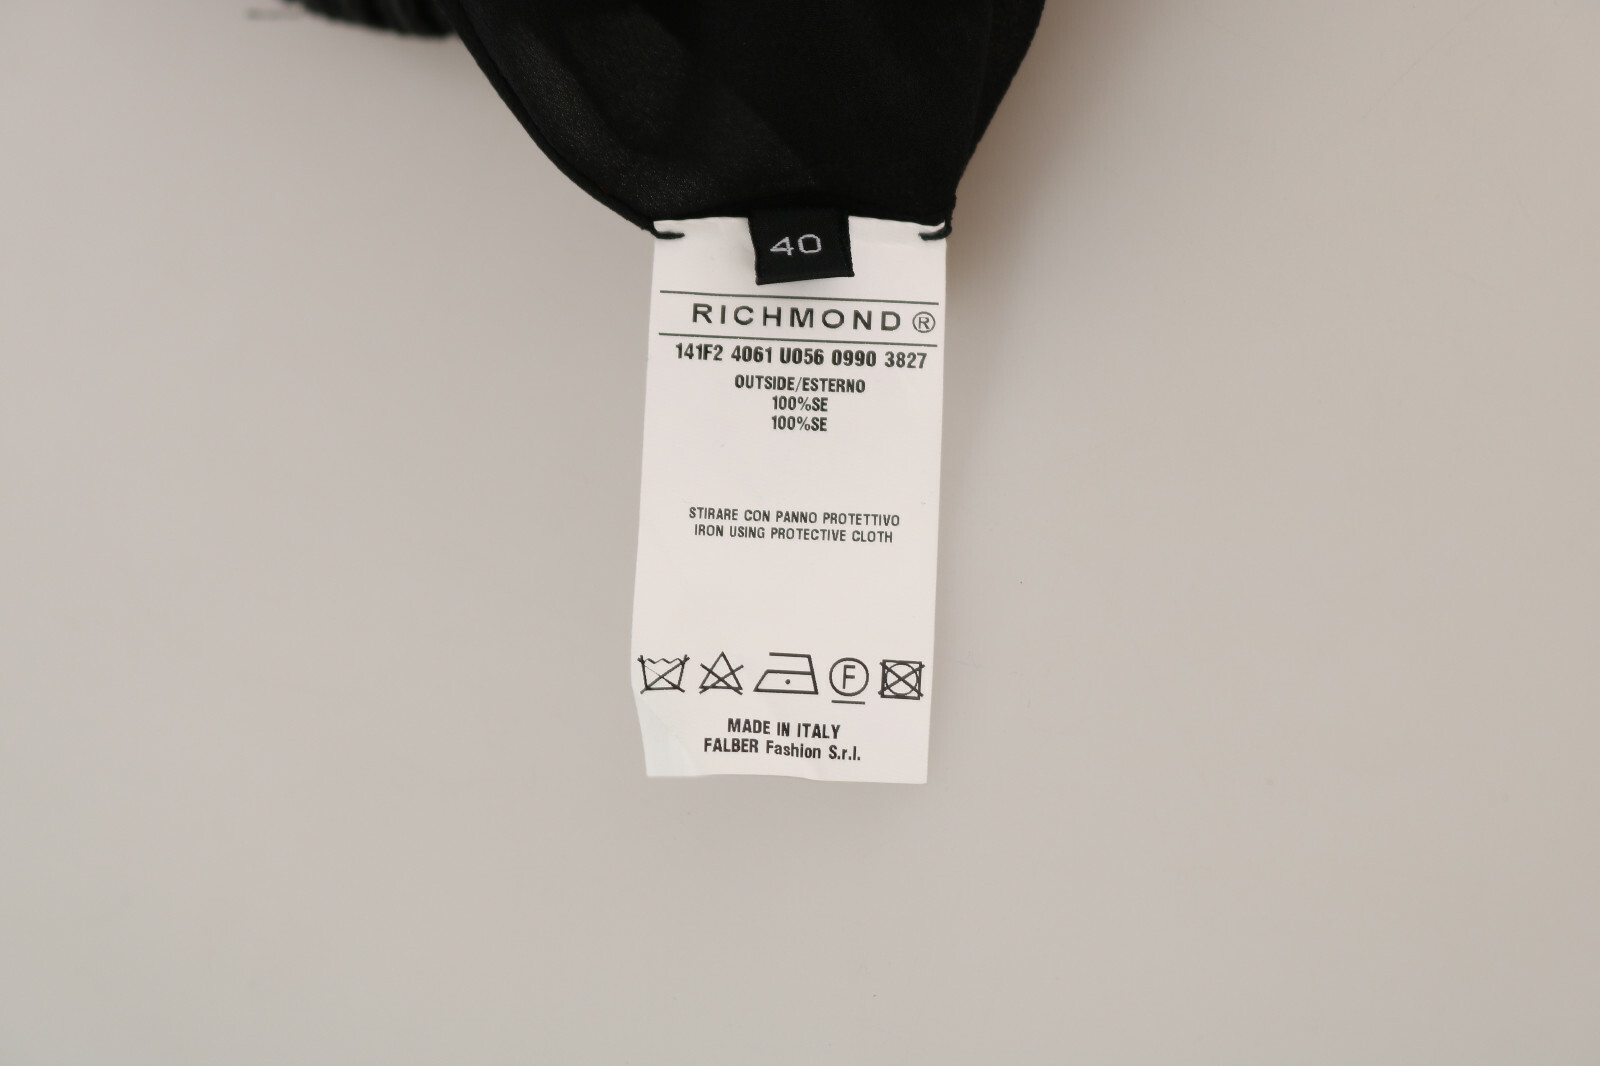 40
RICHMOND®
141F2 4061 U056 0990 3827
OUTSIDE/ESTERNO
100%SE
100%SE
STIRARE CON PANNO PROTETTIVO
IRON USING PROTECTIVE CLOTH
F
MADE IN ITALY
FALBER Fashion S.r.l.